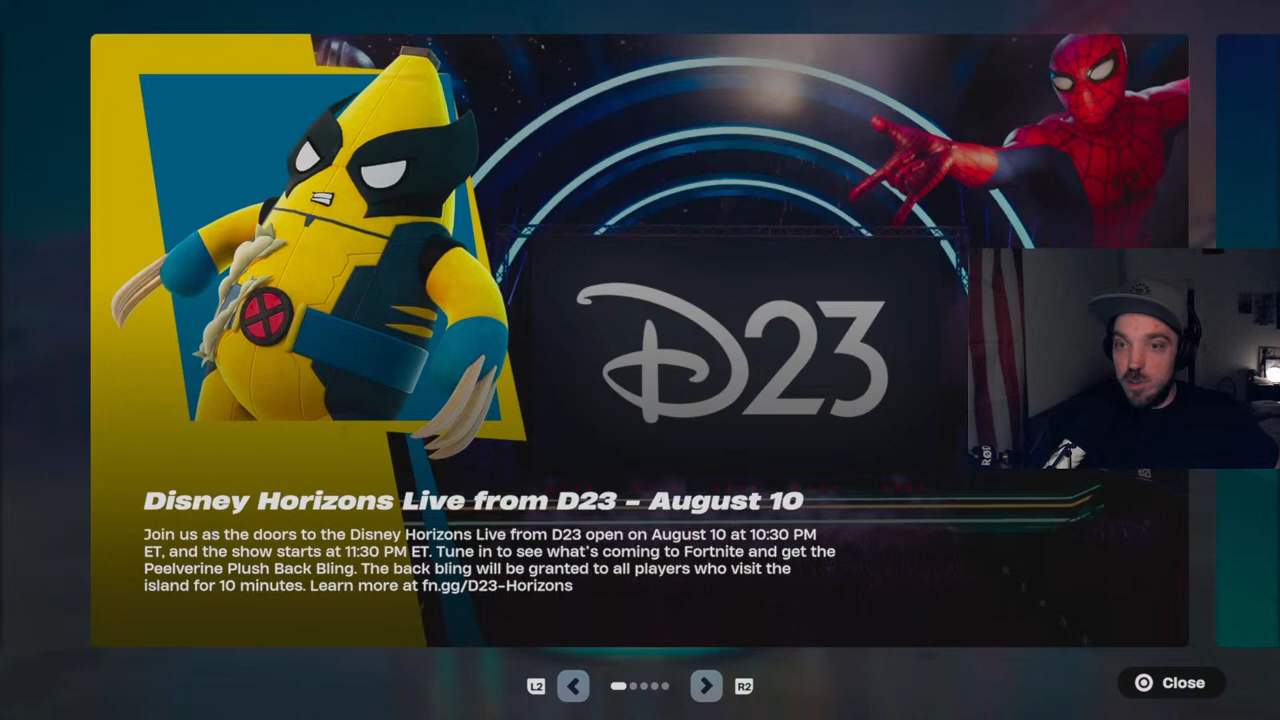 D23
RØD
Disney Horizons Live from D23 – August 10
Join us as the doors to the Disney Horizons Live from D23 open on August 10 at 10:30 PM
ET, and the show starts at 11:30 PM ET. Tune in to see what's coming to Fortnite and get the
Peelverine Plush Back Bling. The back bling will be granted to all players who visit the
island for 10 minutes. Learn more at fn.gg/D23-Horizons
L2
R2
Close